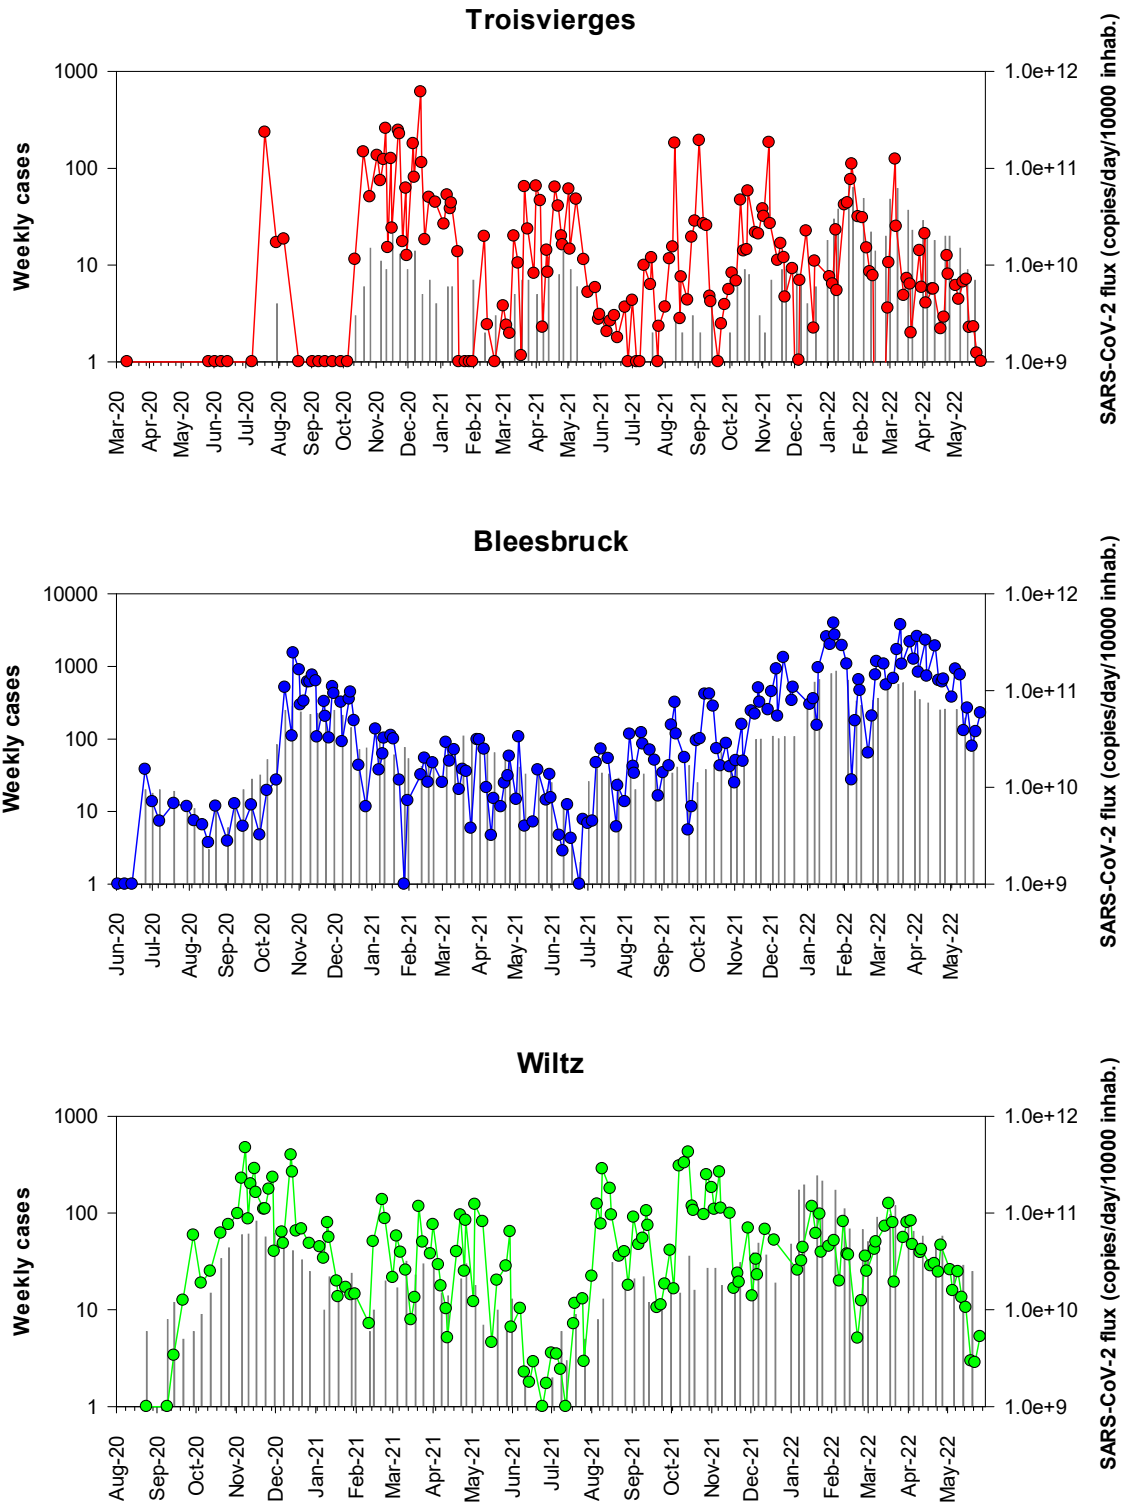 Troisvierges
Weekly cases
SARS-CoV-2 flux (copies/day/10000 inhab.)
1000
100
10
1
1.0e+12
1.0e+11
1.0e+10
1.0e+9
Mar-20
Apr-20
May-20
Jun-20
Jul-20
Aug-20
Sep-20
Oct-20
Nov-20
Dec-20
Jan-21
Feb-21
Mar-21
Apr-21
May-21
Jun-21
Jul-21
Aug-21
Sep-21
Oct-21
Nov-21
Dec-21
Jan-22
Feb-22
Mar-22
Apr-22
May-22
Bleesbruck
Weekly cases
SARS-CoV-2 flux (copies/day/10000 inhab.)
10000
1000
100
10
1
1.0e+12
1.0e+11
1.0e+10
1.0e+9
Jun-20
Jul-20
Aug-20
Sep-20
Oct-20
Nov-20
Dec-20
Jan-21
Feb-21
Mar-21
Apr-21
May-21
Jun-21
Jul-21
Aug-21
Sep-21
Oct-21
Nov-21
Dec-21
Jan-22
Feb-22
Mar-22
Apr-22
May-22
Wiltz
Weekly cases
SARS-CoV-2 flux (copies/day/10000 inhab.)
1000
100
10
1
1.0e+12
1.0e+11
1.0e+10
1.0e+9
Aug-20
Sep-20
Oct-20
Nov-20
Dec-20
Jan-21
Feb-21
Mar-21
Apr-21
May-21
Jun-21
Jul-21
Aug-21
Sep-21
Oct-21
Nov-21
Dec-21
Jan-22
Feb-22
Mar-22
Apr-22
May-22